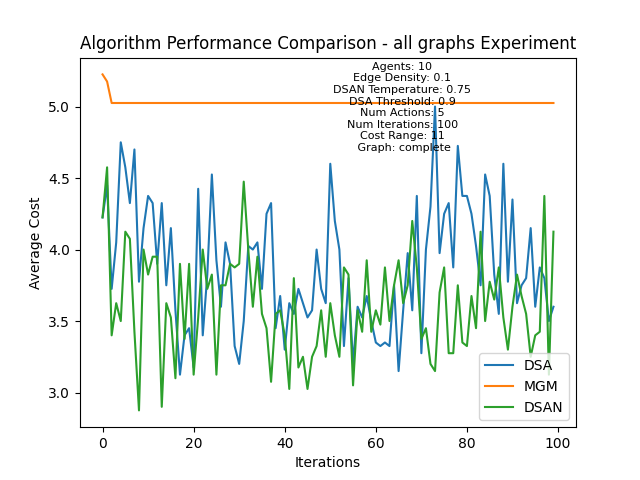 Algorithm Performance Comparison - all graphs Experiment
Agents: 10
Edge Density: 0.1
DSAN Temperature: 0.75
DSA Threshold: 0.9
Num Actions: 5
Num Iterations: 100
Cost Range: 11
Graph: complete
Average Cost
5.0
4.5
4.0
3.5
3.0
DSA
MGM
DSAN
0 20 40 60 80 100
Iterations